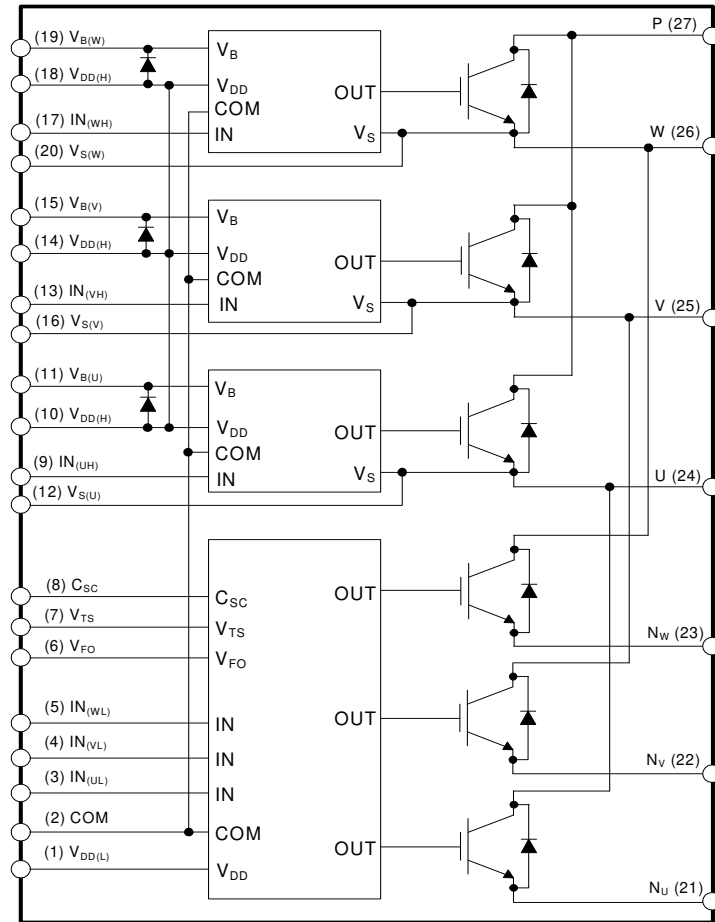 (19) VB(W)
VB
P (27)
(18) VDD(H)
VDD
OUT
COM
(17) IN(WH)
IN
VS
W (26)
(20) VS(W)
(15) VB(V)
VB
(14) VDD(H)
VDD
OUT
COM
(13) IN(VH)
IN
VS
V (25)
(16) VS(V)
(11) VB(U)
VB
(10) VDD(H)
VDD
OUT
COM
(9) IN(UH)
IN
VS
U (24)
(12) VS(U)
(8) CSC
CSC
OUT
(7) VTS
VTS
NW (23)
(6) VFO
VFO
(5) IN(WL)
IN
OUT
(4) IN(VL)
IN
NV (22)
(3) IN(UL)
IN
(2) COM
COM
OUT
(1) VDD(L)
VDD
NU (21)